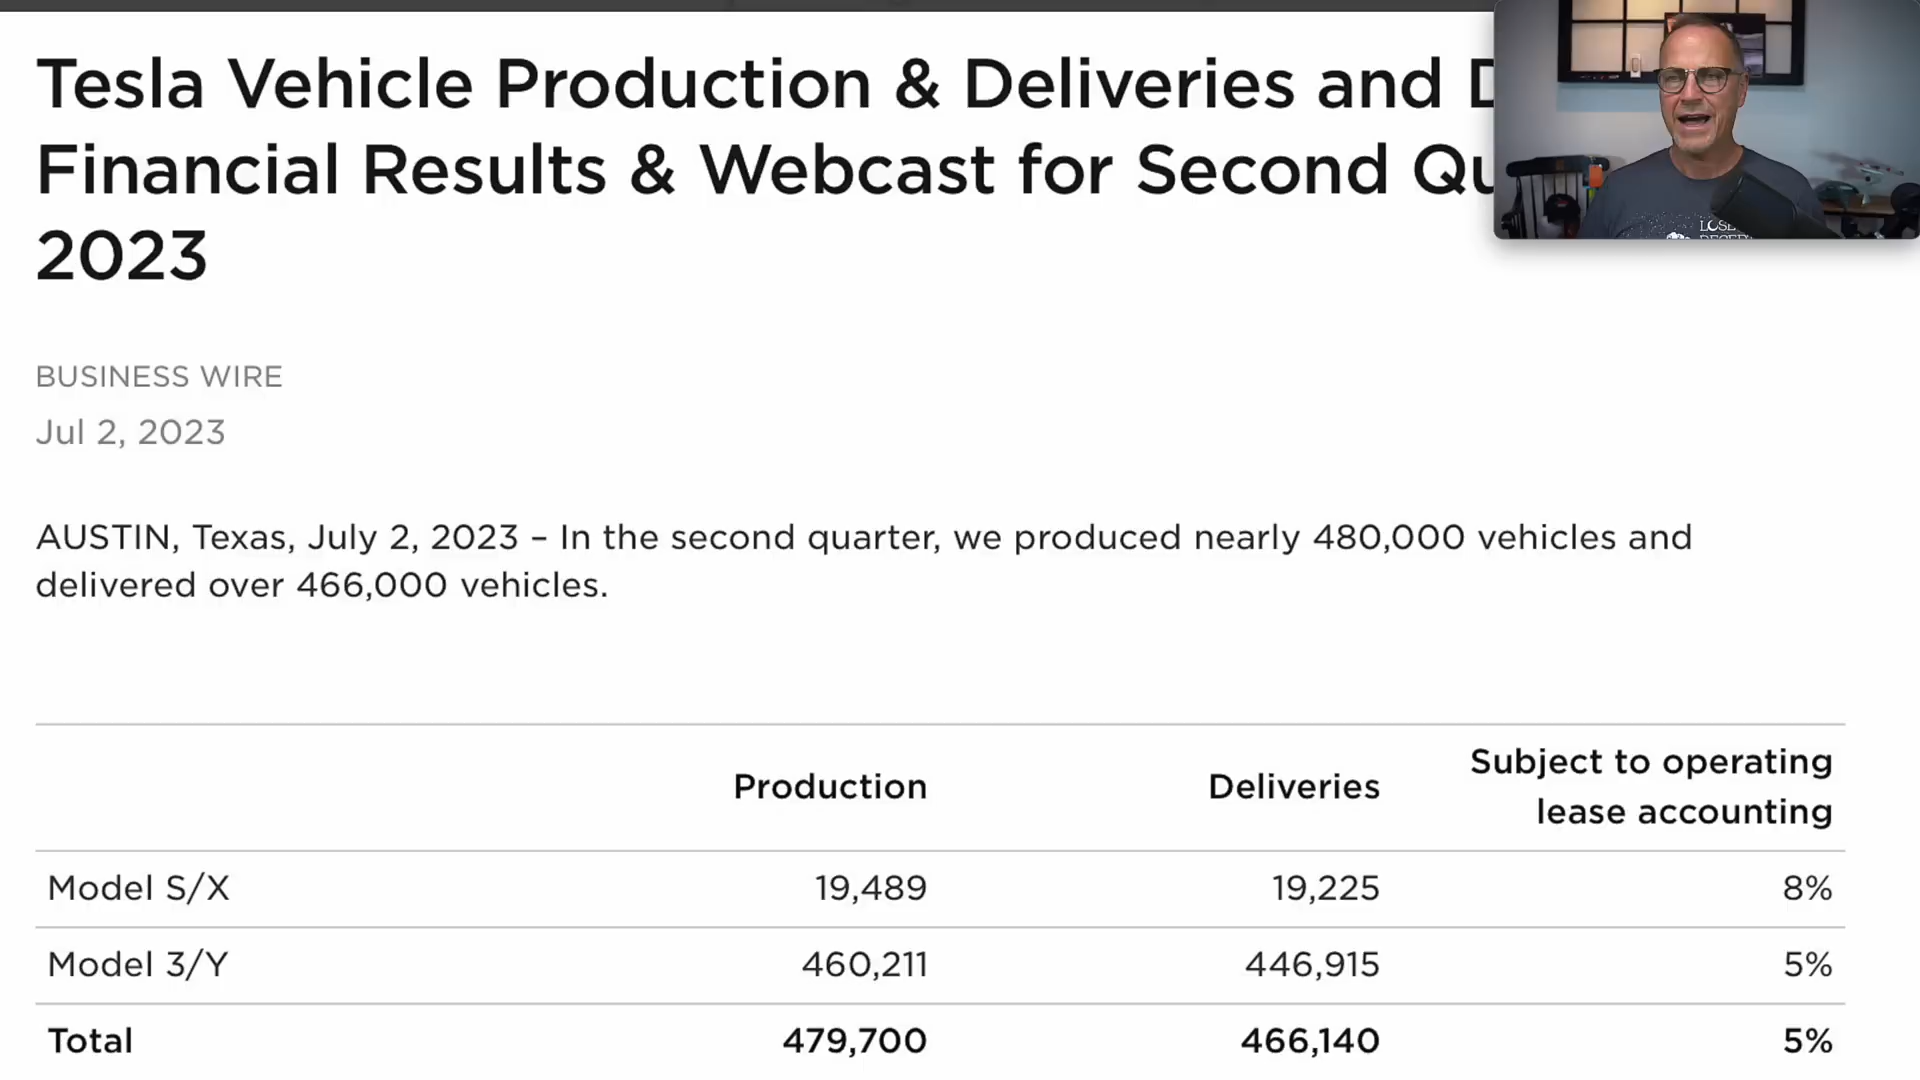 Tesla Vehicle Production & Deliveries and
Financial Results & Webcast for Second
2023
BUSINESS WIRE
Jul 2, 2023
AUSTIN, Texas, July 2, 2023 – In the second quarter, we produced nearly 480,000 vehicles and
delivered over 466,000 vehicles.
Production Deliveries Subject to operating
lease accounting
Model S/X 19,489 19,225 8%
Model 3/Y 460,211 446,915 5%
Total 479,700 466,140 5%